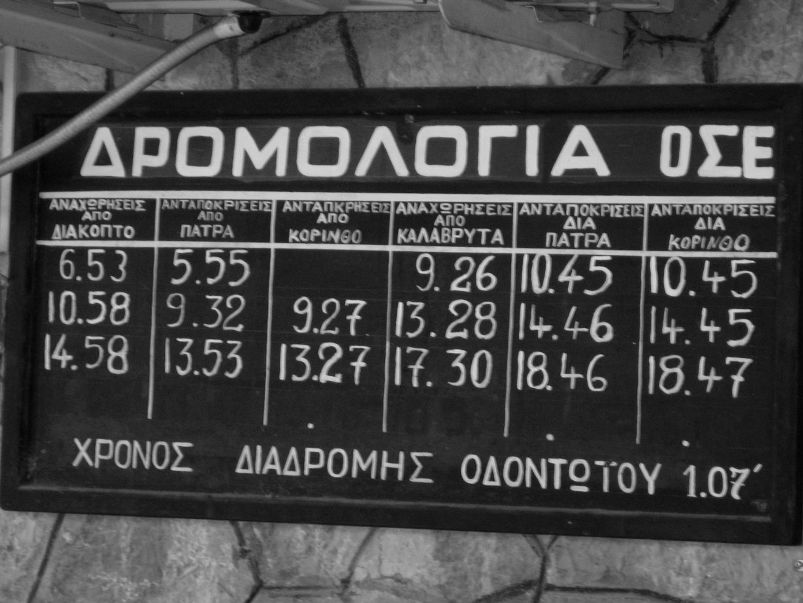 ΔΡΟΜΟΛΟΓΙΑ ΟΣΕ
ΑΝΑΧΩΡΗΣΕΙΣ ΑΝΤΑΠΟΚΡΙΣΕΙΣ ΑΝΤΑΠΚΡΗΣΕΙΣ ΑΝΑΧΩΡΗΣΕΙΣ ΑΝΤΑΠΟΚΡΙΣΕΙΣ ΑΝΤΑΠΟΚΡΙΣΕΙΣ
ΑΠΟ ΑΠΟ ΑΠΟ ΑΠΟ ΔΙΑ ΔΙΑ
ΔΙΑΚΟΠΤΟ ΠΑΤΡΑ ΚΟΡΙΝΘΟ ΚΑΛΑΒΡΥΤΑ ΠΑΤΡΑ ΚΟΡΙΝΘΟ
6.53 5.55 9.26 10.45 10.45
10.58 9.32 9.27 13.28 14.46 14.45
14.58 13.53 13.27 17.30 18.46 18.47
ΧΡΟΝΟΣ ΔΙΑΔΡΟΜΗΣ ΟΔΟΝΤΩΤΟΥ 1.07΄